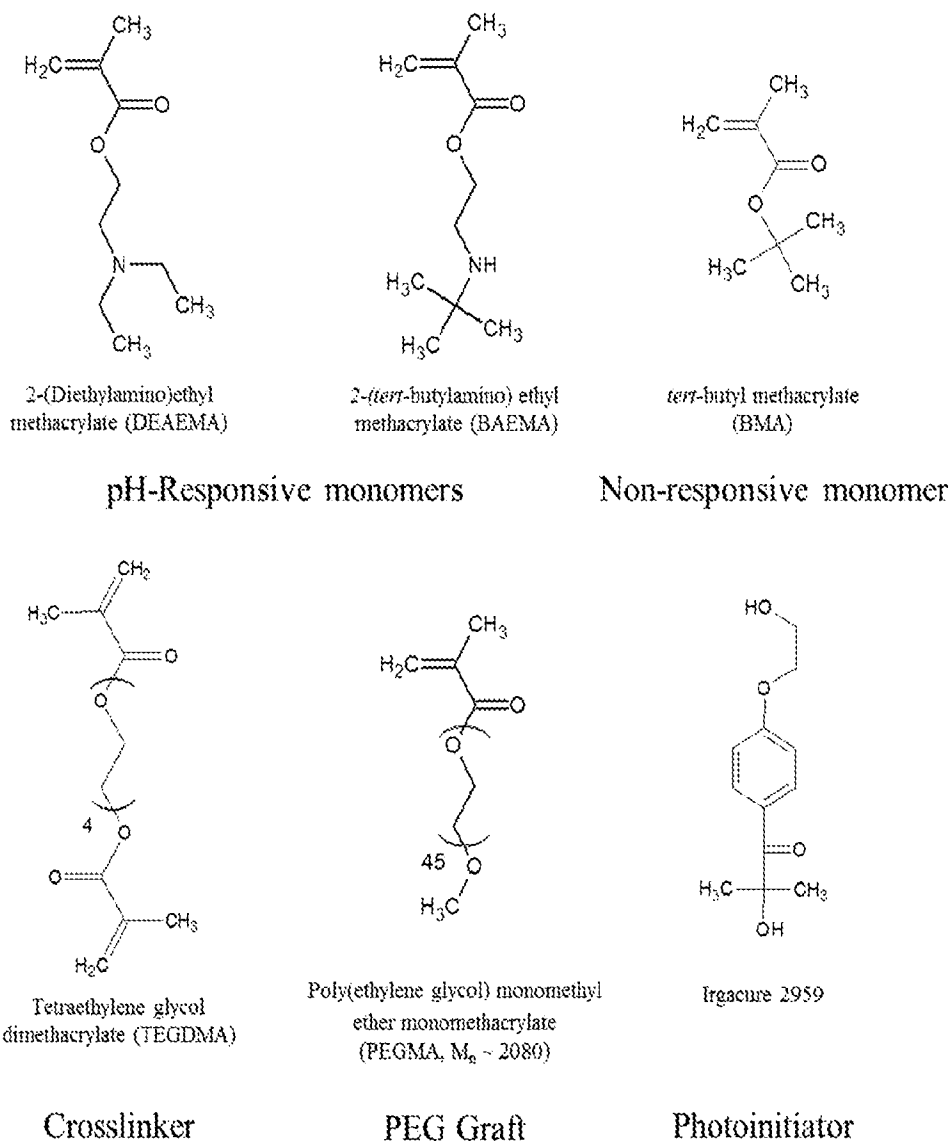 CH₃
H₂C
O
O
N
CH₃
CH₃
2-(Diethylamino)ethyl
methacrylate (DEAEMA)
CH₃
H₂C
O
O
NH
H₃C
H₃C
CH₃
2-(tert-butylamino) ethyl
methacrylate (BAEMA)
CH₃
H₂C
O
O
CH₃
H₃C
CH₃
tert-butyl methacrylate
(BMA)
pH-Responsive monomers
Non-responsive monomer
CH₂
H₃C
O
O
4
O
O
CH₃
H₂C
Tetraethylene glycol
dimethacrylate (TEGDMA)
CH₃
H₂C
O
O
45
O
H₃C
Poly(ethylene glycol) monomethyl
ether monomethacrylate
(PEGMA, Mₙ ~ 2080)
HO
O
O
H₃C
CH₃
OH
Irgacure 2959
Crosslinker
PEG Graft
Photoinitiator